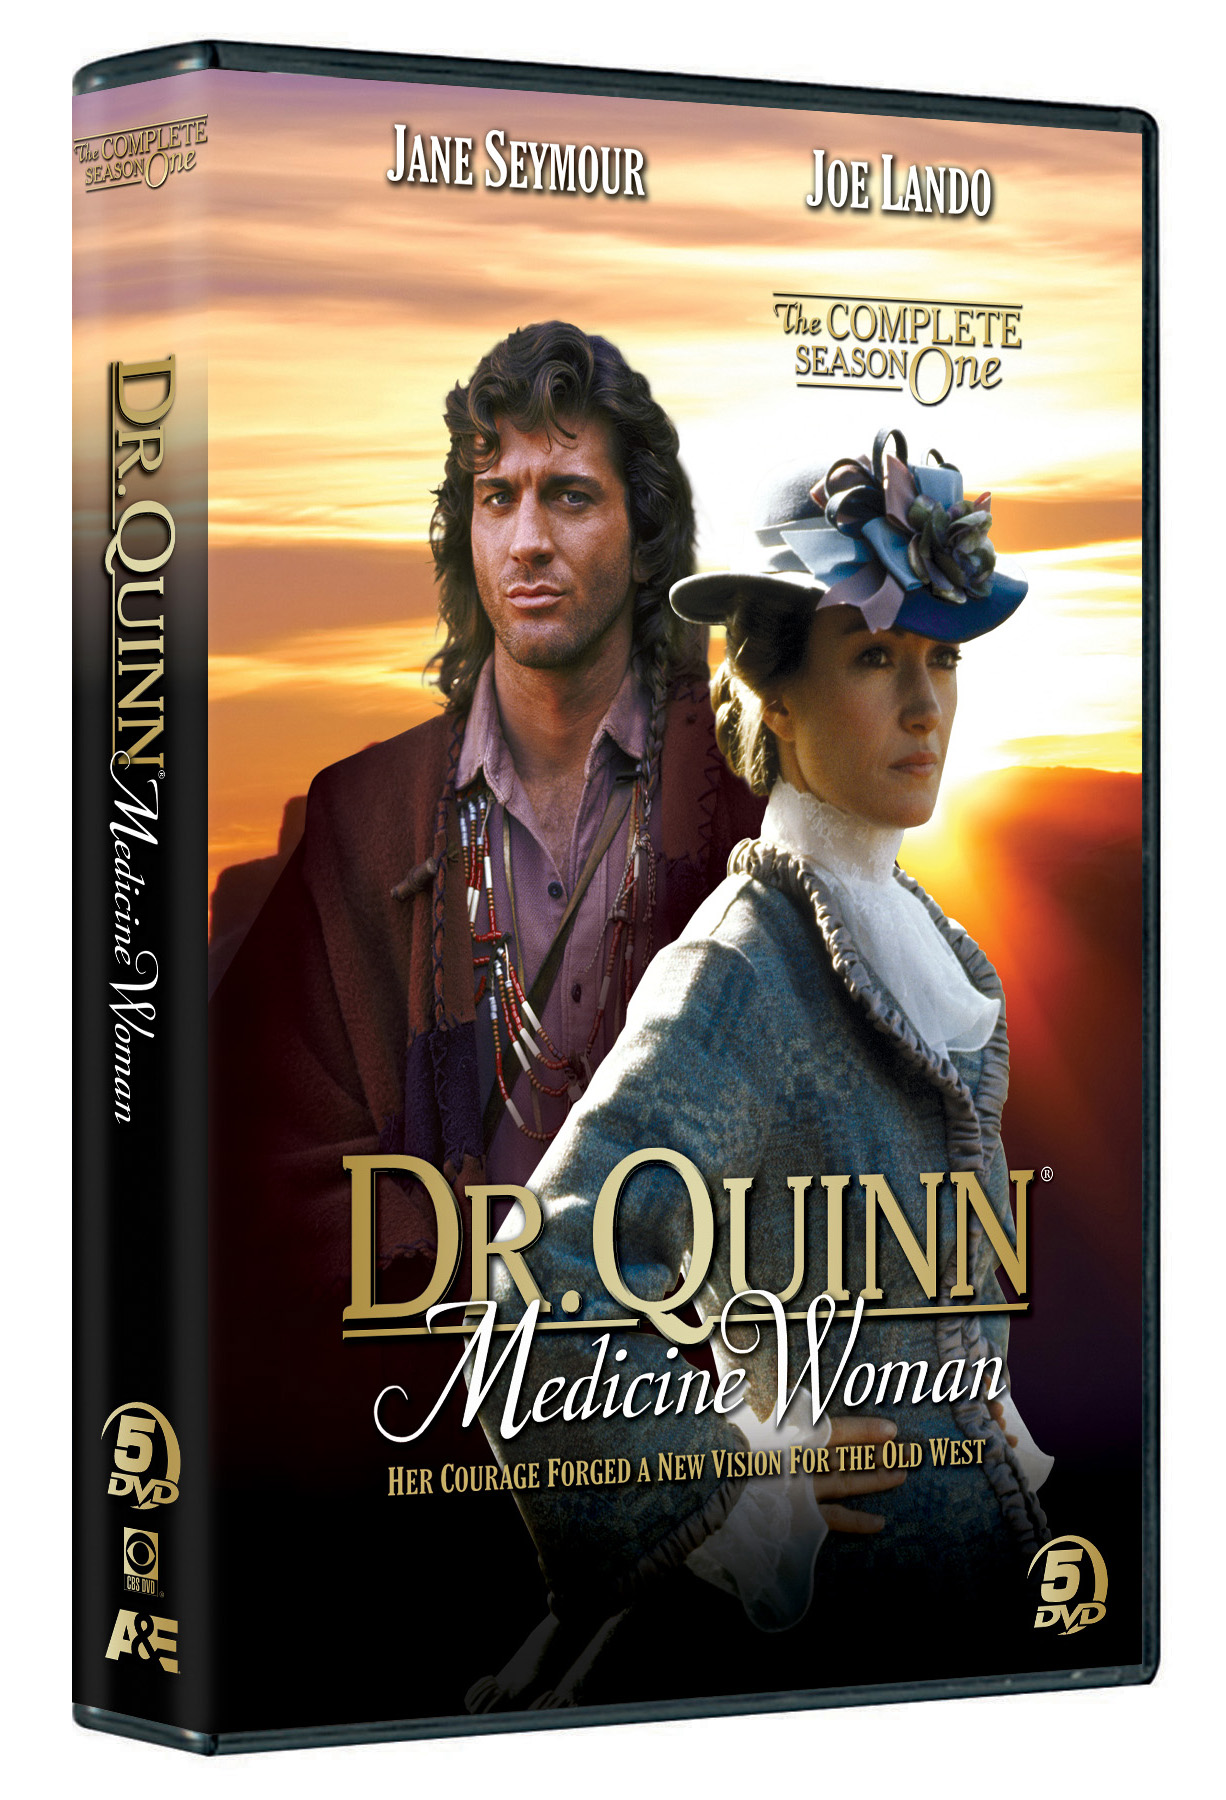 The COMPLETE
SEASON One
DR. QUINN®
Medicine Woman
5
DVD
CBS DVD
A&E
JANE SEYMOUR
JOE LANDO
The COMPLETE
SEASON One
DR. QUINN®
Medicine Woman
HER COURAGE FORGED A NEW VISION FOR THE OLD WEST
5
DVD